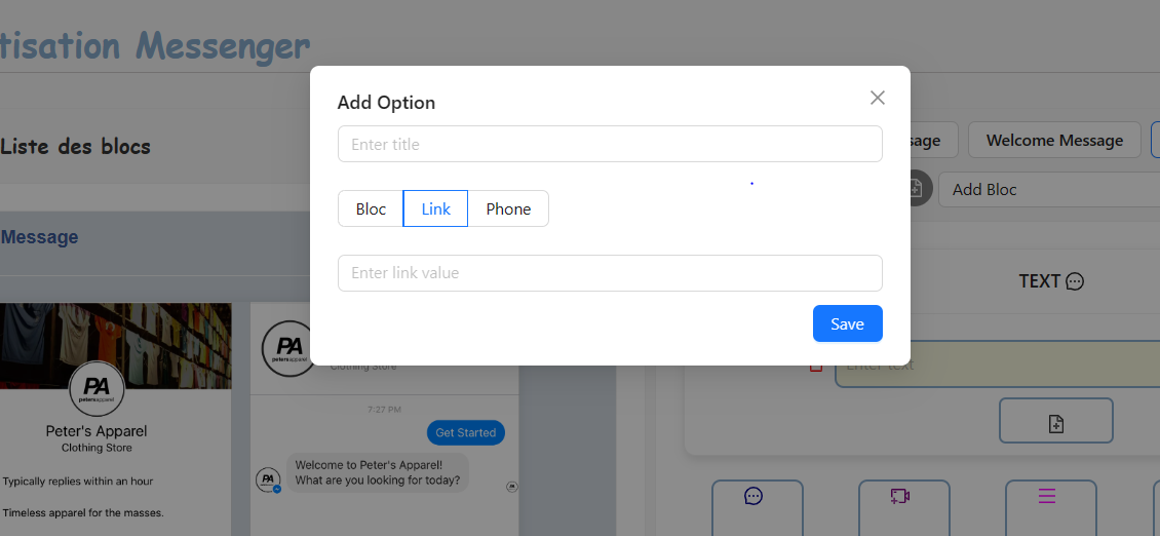 tisation Messenger
Add Option
Enter title
Liste des blocs
sage
Welcome Message
Add Bloc
Bloc
Link
Phone
Message
Enter link value
TEXT
Save
PA
petersapparel
Clothing Store
Enter text
PA
petersapparel
7:27 PM
Get Started
Peter's Apparel
Clothing Store
Welcome to Peter's Apparel!
What are you looking for today?
PA
Typically replies within an hour
Timeless apparel for the masses.